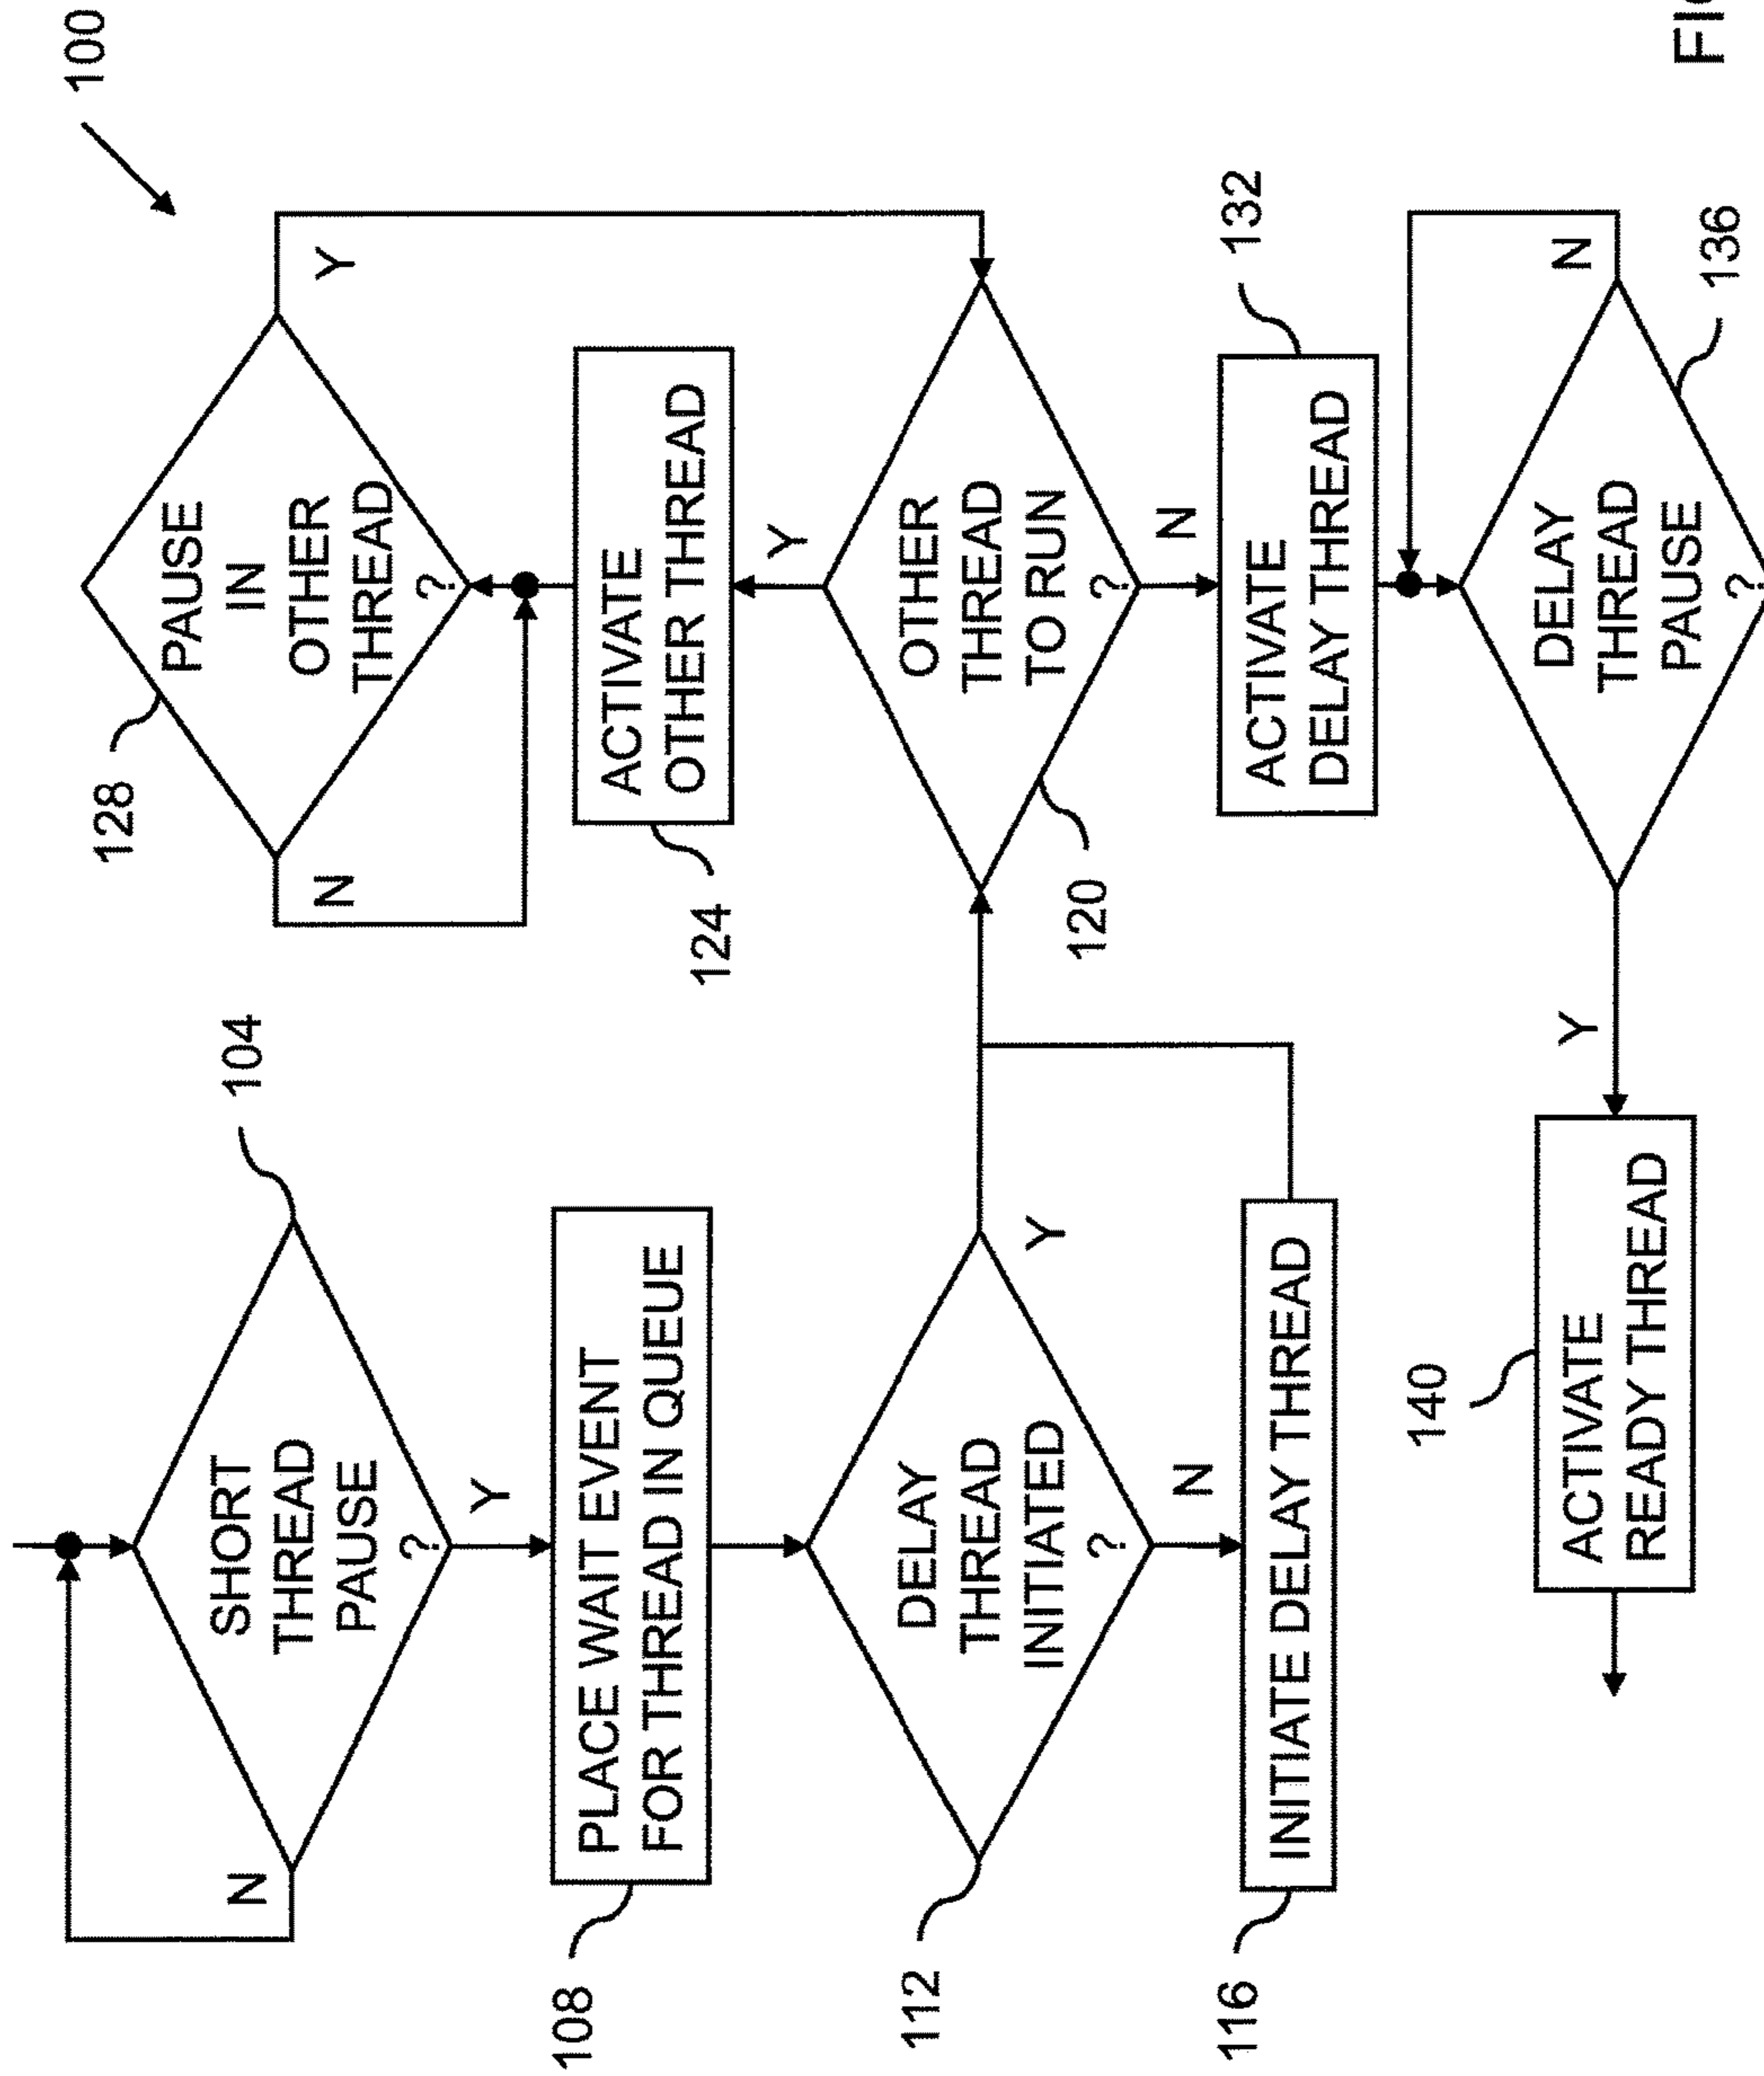 100
N
SHORT
THREAD
PAUSE
?
104
Y
108
PLACE WAIT EVENT
FOR THREAD IN QUEUE
112
DELAY
THREAD
INITIATED
?
Y
N
116
INITIATE DELAY THREAD
128
PAUSE
IN
OTHER
THREAD
?
Y
N
124
ACTIVATE
OTHER THREAD
Y
120
OTHER
THREAD
TO RUN
?
N
132
ACTIVATE
DELAY THREAD
N
136
DELAY
THREAD
PAUSE
?
Y
140
ACTIVATE
READY THREAD